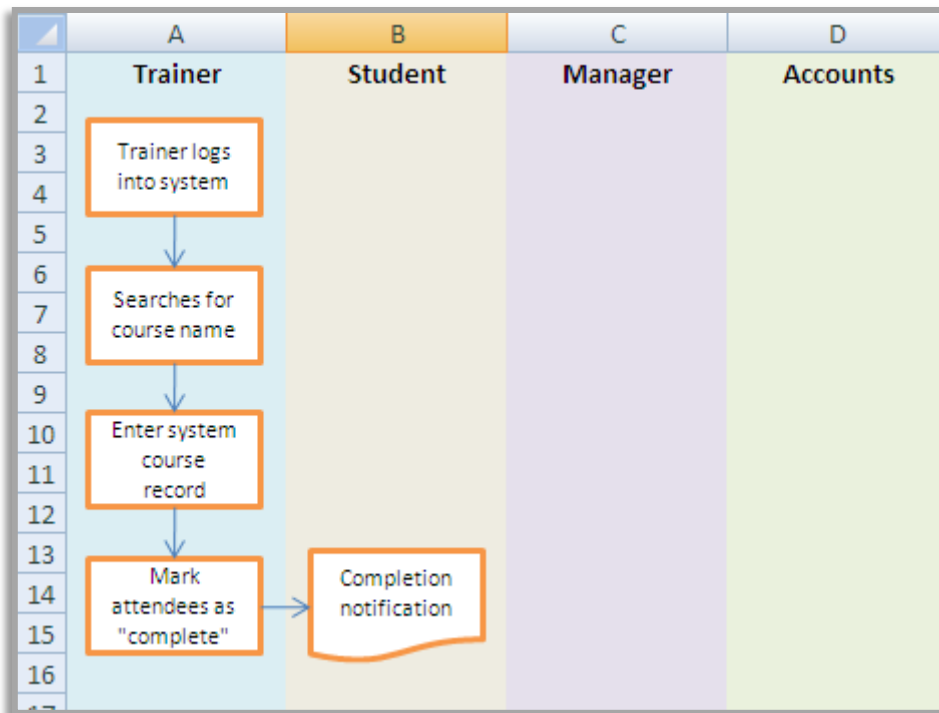 A B C D
1 Trainer Student Manager Accounts
2
3 Trainer logs
4 into system
5
6
7 Searches for
course name
8
9
10 Enter system
11 course
record
12
13 Mark
14 attendees as
15 "complete"
Completion
notification
16